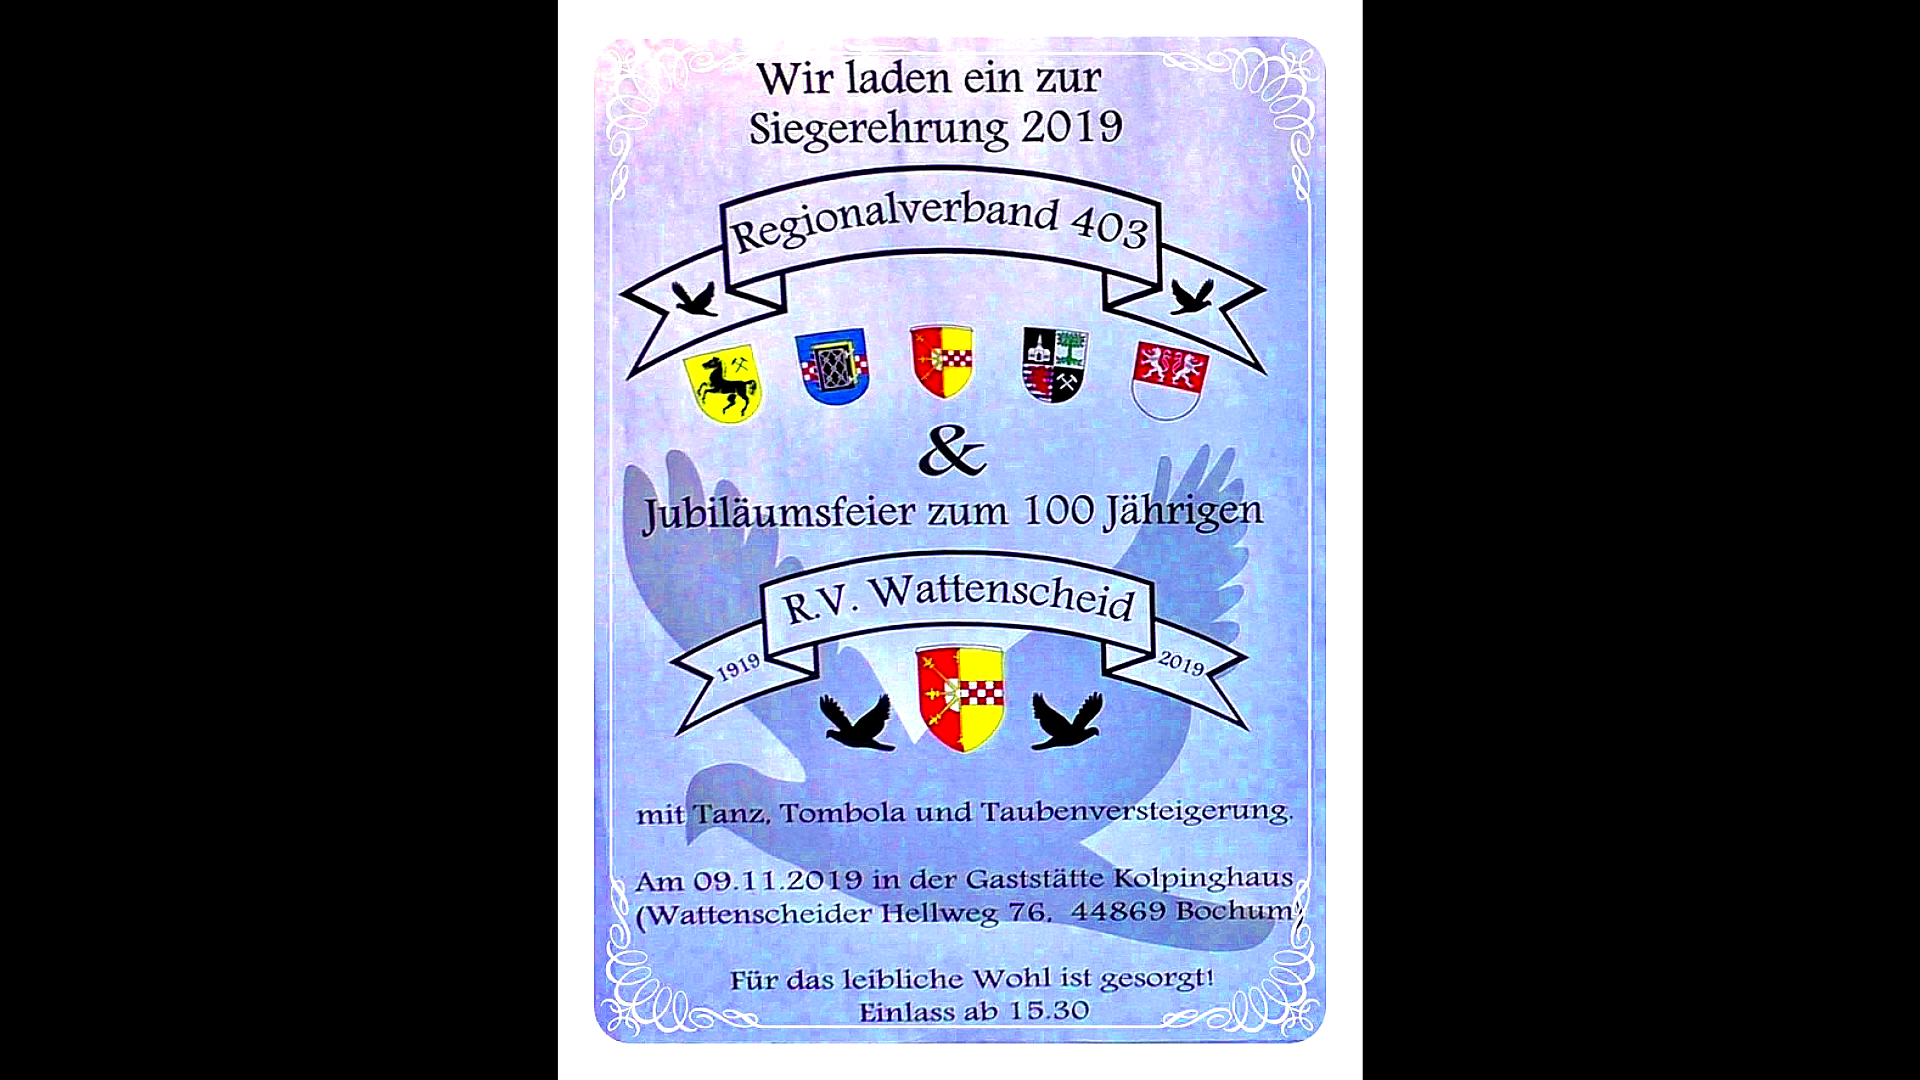 Wir laden ein zur
Siegerehrung 2019
Regionalverband 403
&
Jubiläumsfeier zum 100 Jährigen
R.V. Wattenscheid
1919
2019
mit Tanz, Tombola und Taubenversteigerung.
Am 09.11.2019 in der Gaststätte Kolpinghaus
(Wattenscheider Hellweg 76, 44869 Bochum)
Für das leibliche Wohl ist gesorgt!
Einlass ab 15.30